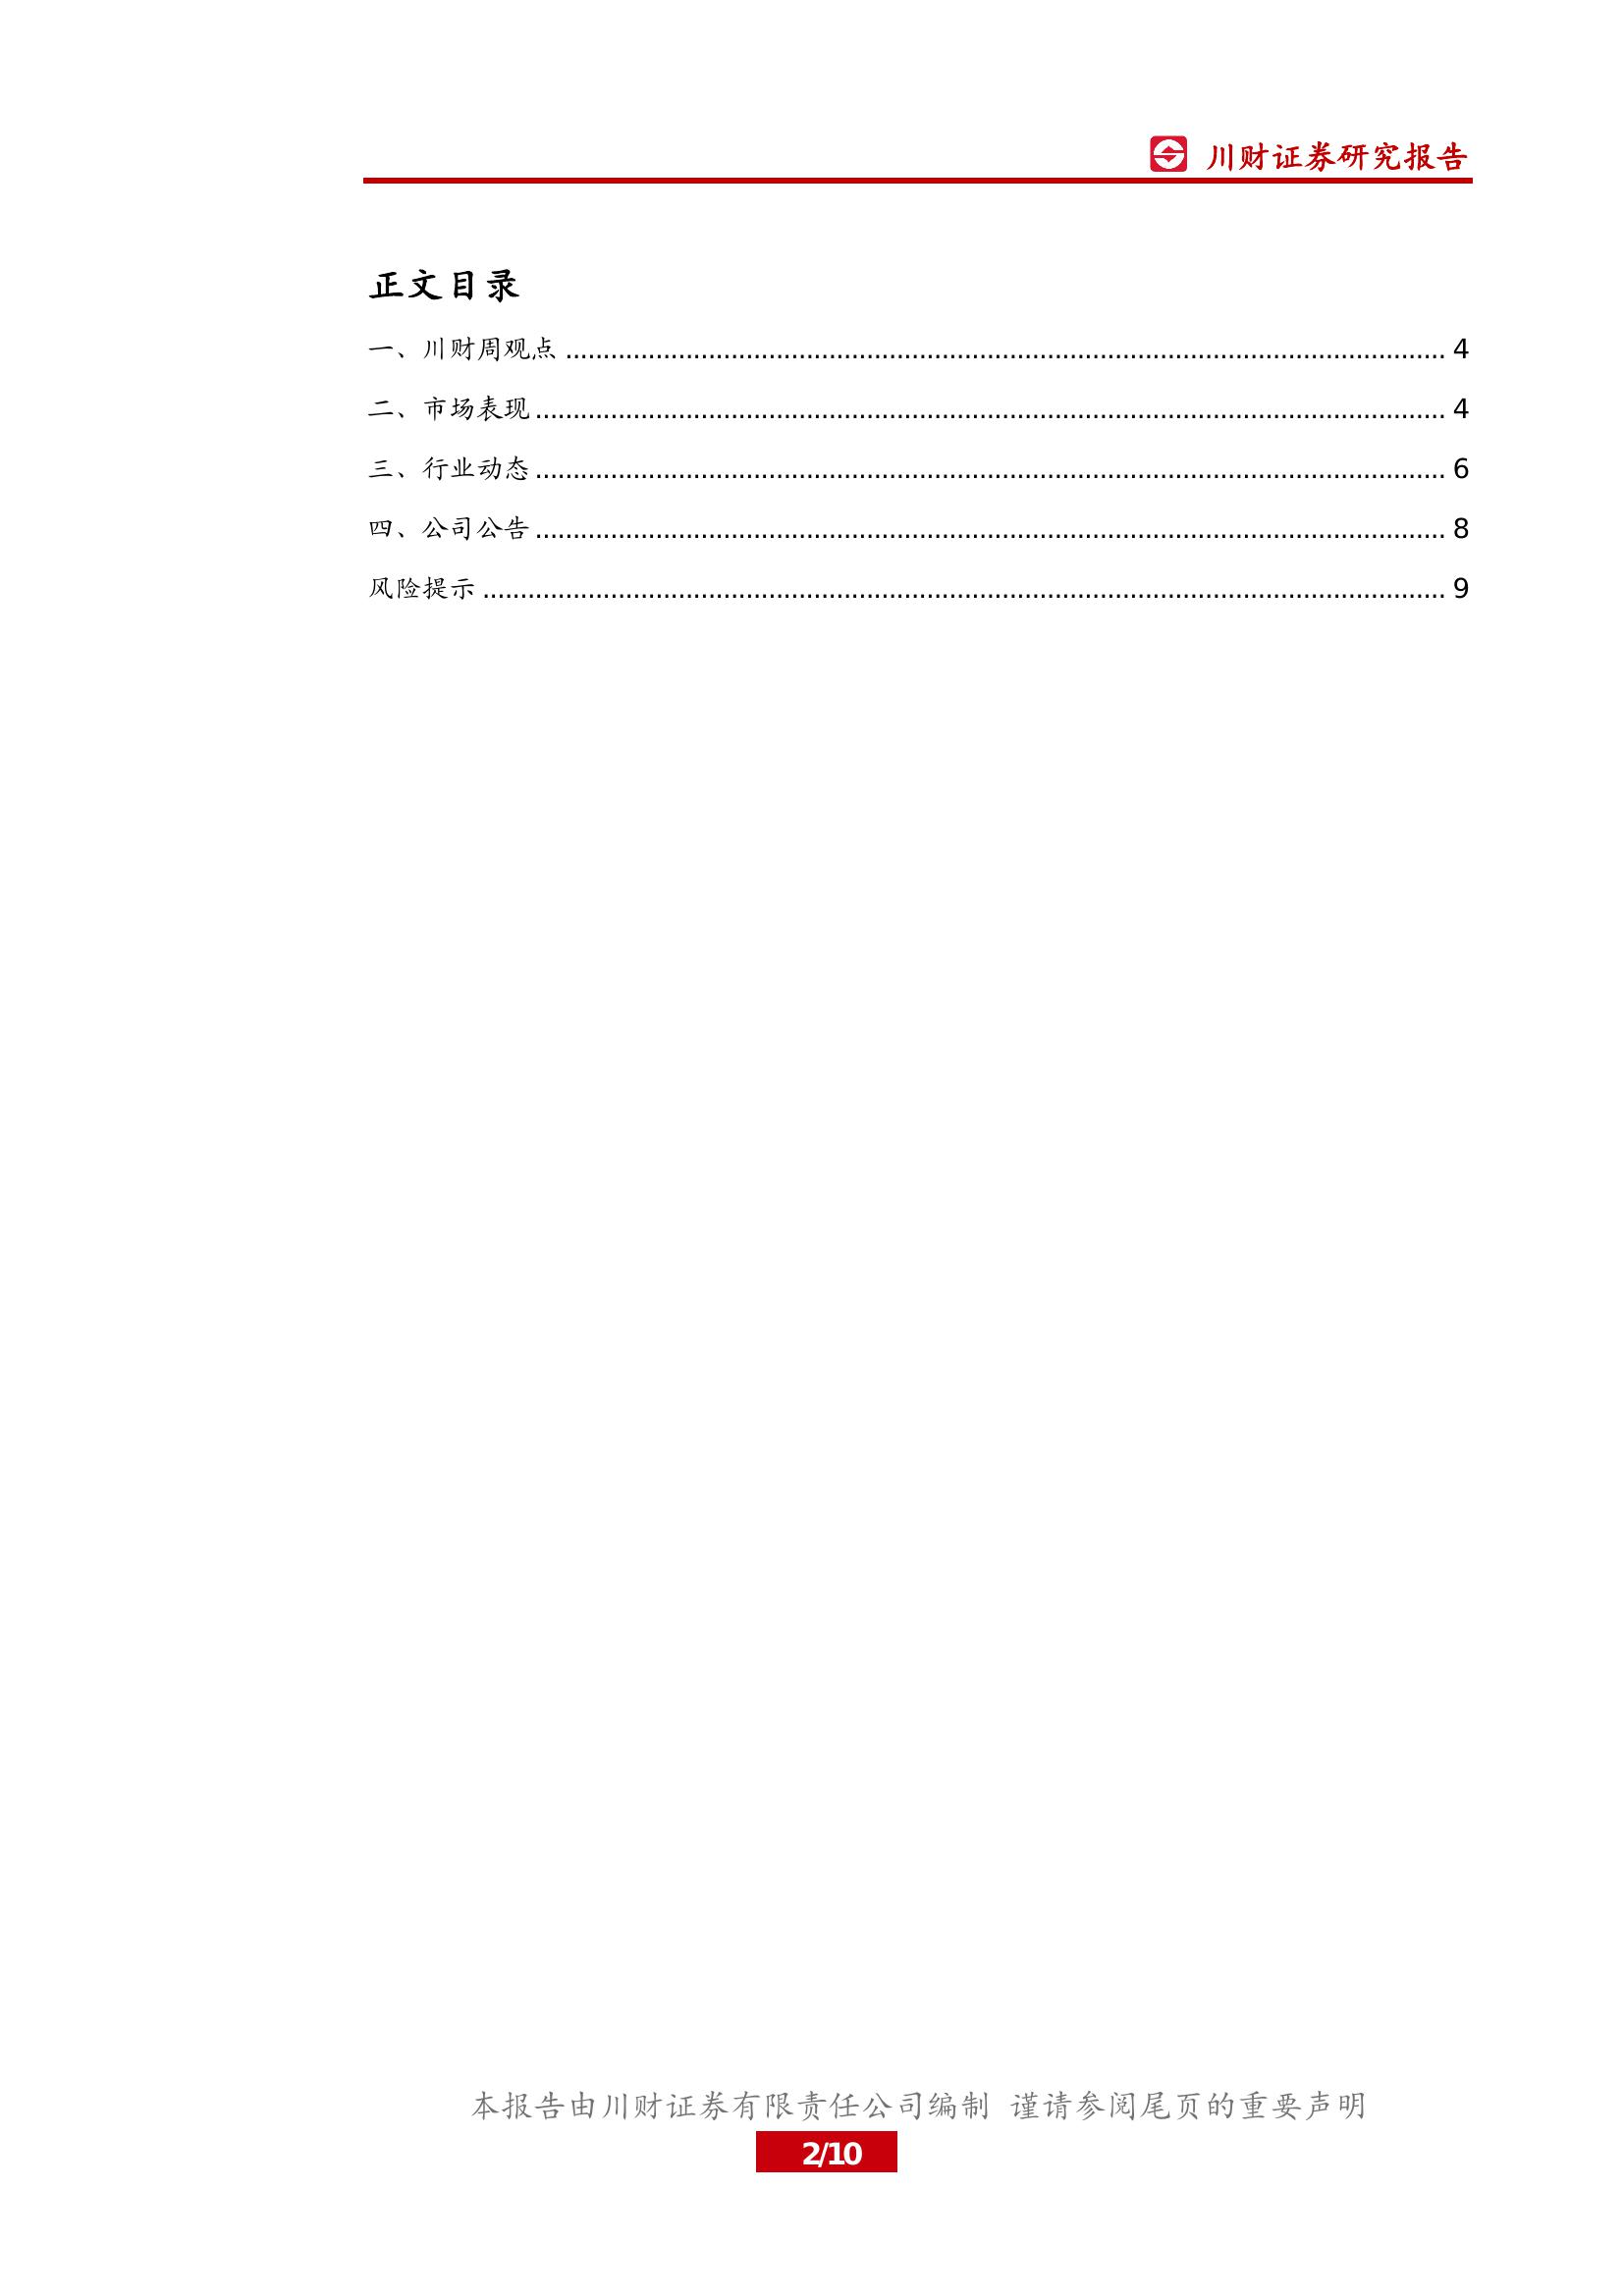 川财证券研究报告
正文目录
一、川财周观点 ........................................................................................................................ 4
二、市场表现 ............................................................................................................................ 4
三、行业动态 ............................................................................................................................ 6
四、公司公告 ............................................................................................................................ 8
风险提示 ................................................................................................................................... 9
本报告由川财证券有限责任公司编制 谨请参阅尾页的重要声明
2/10